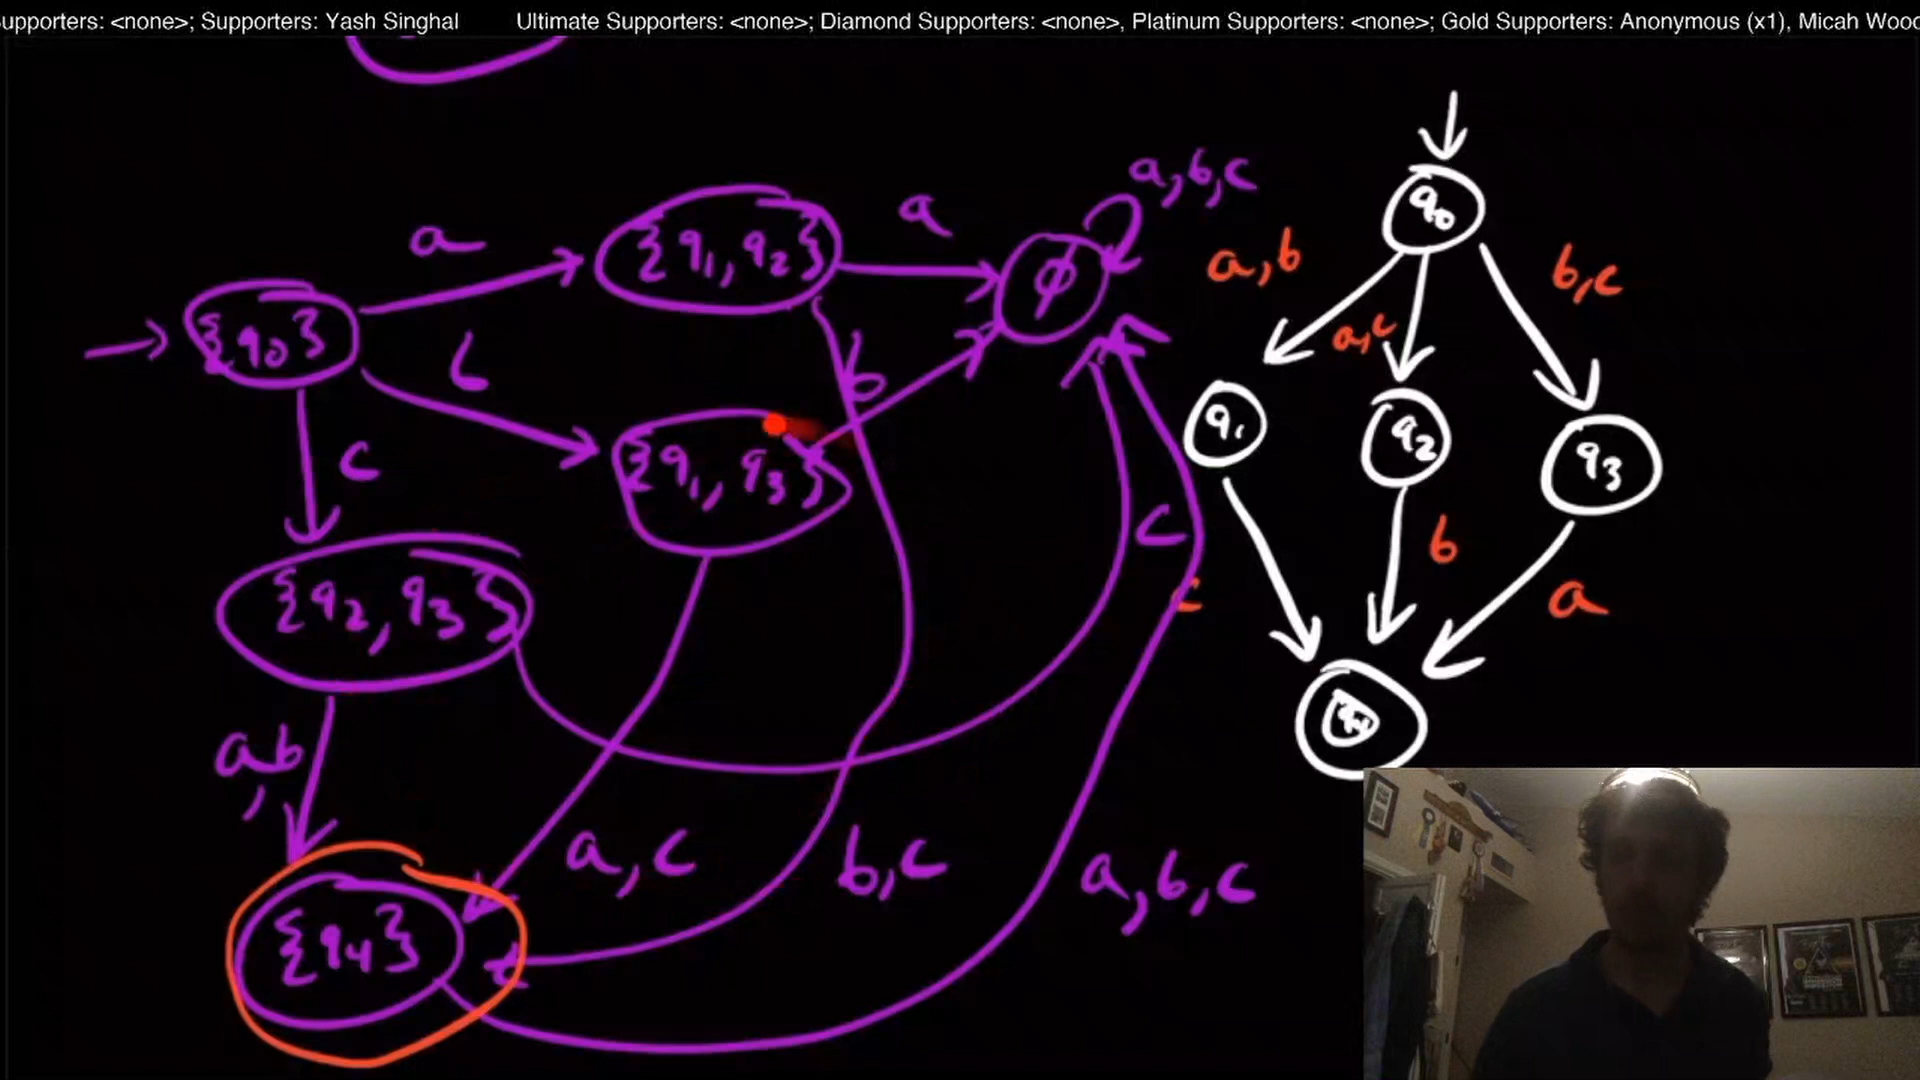 upporters: <none>; Supporters: Yash Singhal Ultimate Supporters: <none>; Diamond Supporters: <none>, Platinum Supporters: <none>; Gold Supporters: Anonymous (x1), Micah Wood
a,b,c
a
a
{q1,q2}
ϕ
q0
a,b
b,c
{q0}
a,c
b
b
{q1,q3}
q1
q2
q3
c
c
b
c
a
{q2,q3}
a,b
q4
a,c
b,c
a,b,c
{q4}